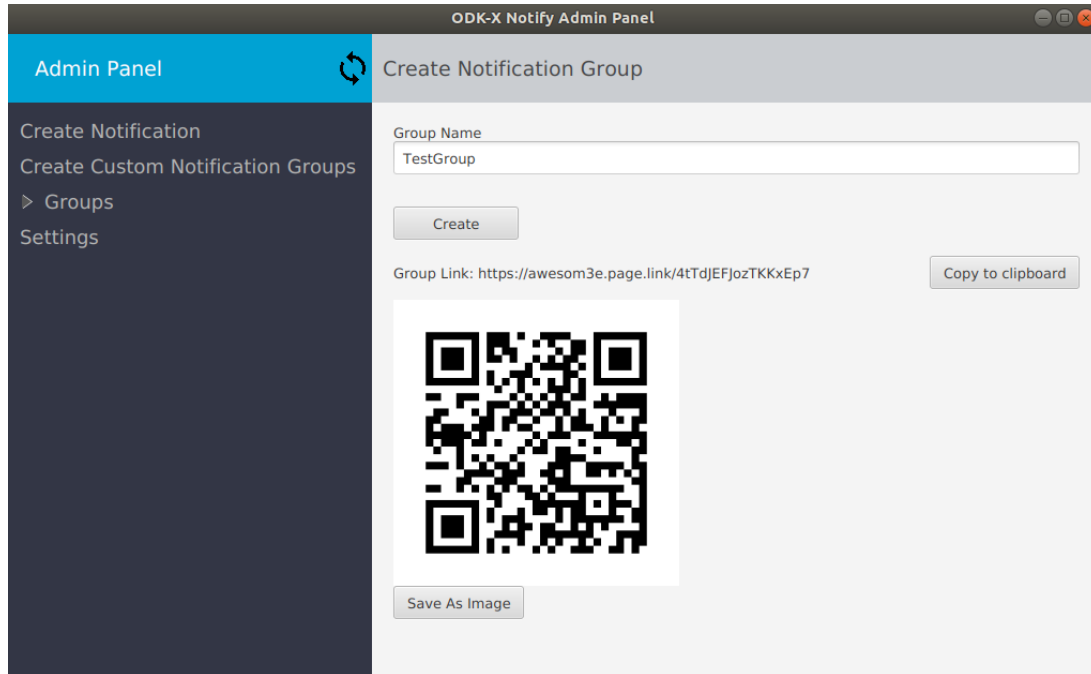 ODK-X Notify Admin Panel
Admin Panel
Create Notification Group
Create Notification
Create Custom Notification Groups
Groups
Settings
Group Name
TestGroup
Create
Group Link: https://awesom3e.page.link/4tTdJEFJozTKKxEp7
Copy to clipboard
Save As Image